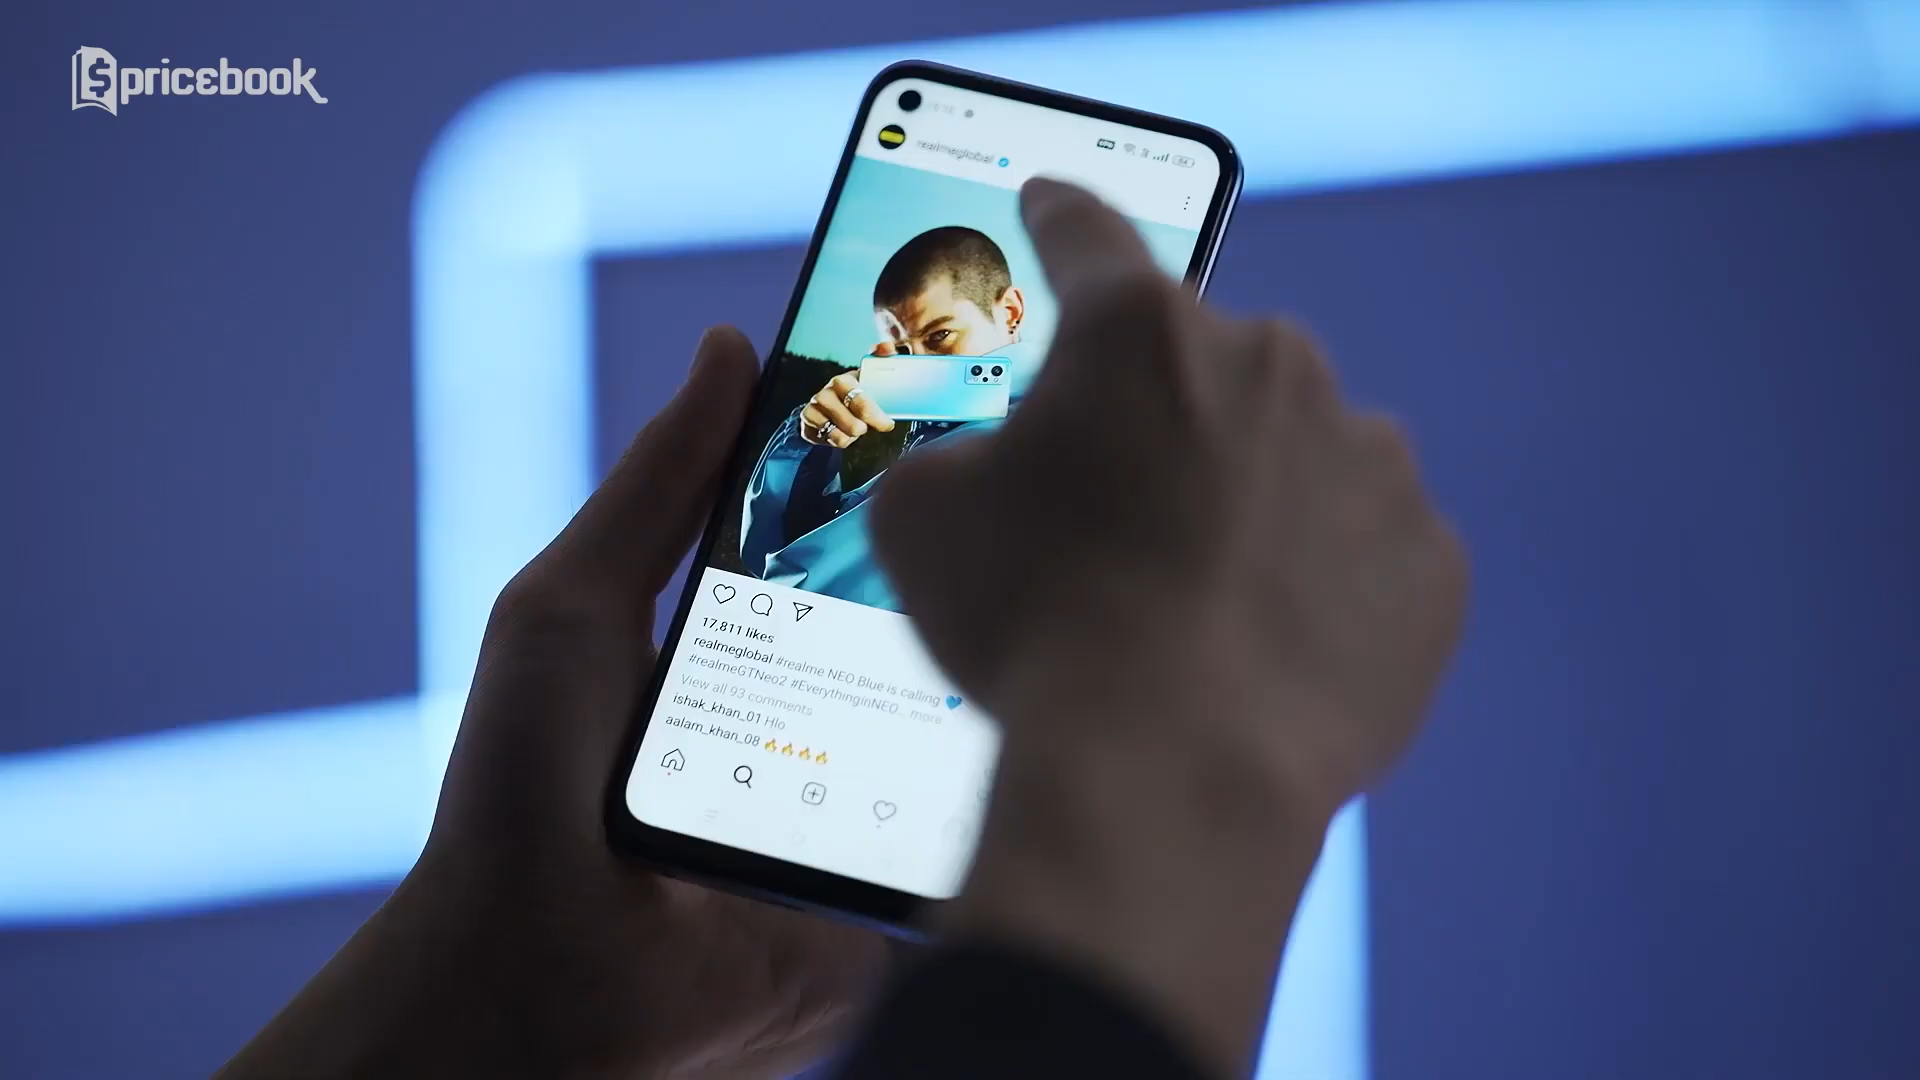 pricebook
realmeglobal
17,811 likes
realmeglobal #realme NEO Blue is calling 💙
#realmeGTNeo2 #EverythinginNEO... more
View all 93 comments
ishak_khan_01 Hlo
aalam_khan_08 🔥🔥🔥🔥